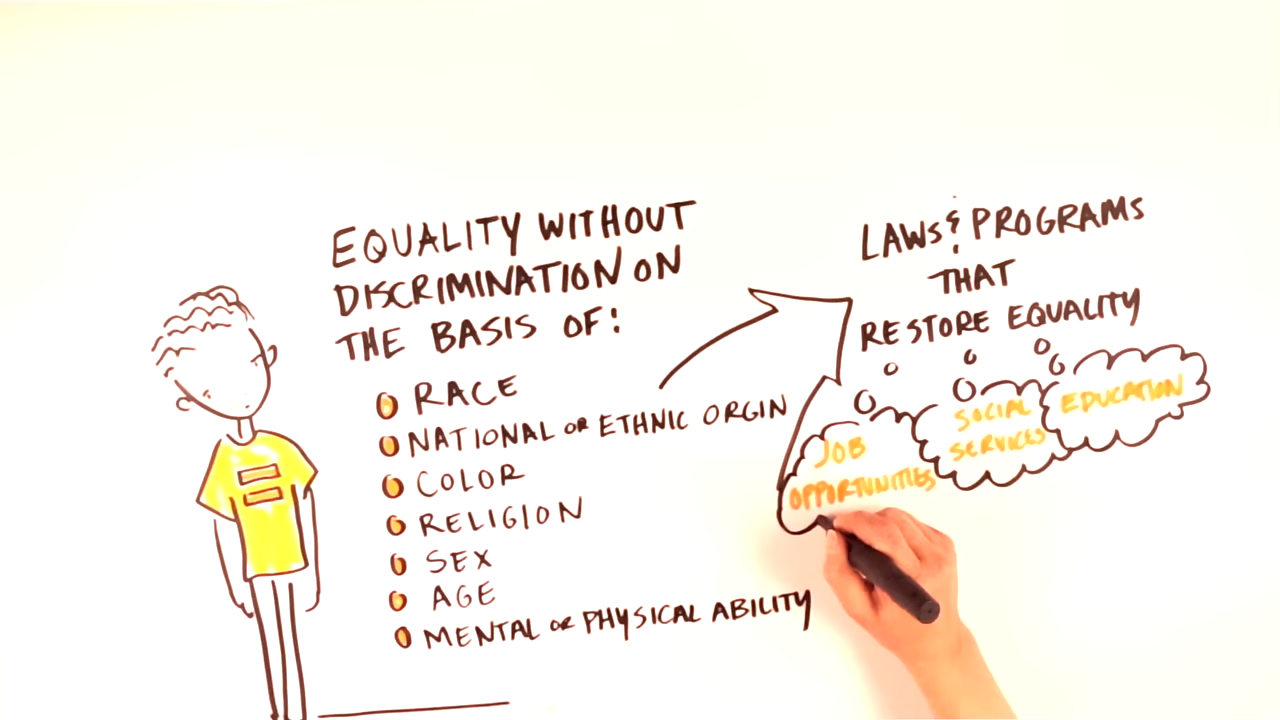 EQUALITY WITHOUT
DISCRIMINATION ON
THE BASIS OF:
RACE
NATIONAL OR ETHNIC ORGIN
COLOR
RELIGION
SEX
AGE
MENTAL OR PHYSICAL ABILITY
LAWS & PROGRAMS
THAT
RESTORE EQUALITY
JOB
OPPORTUNITIES
SOCIAL
SERVICES
EDUCATION